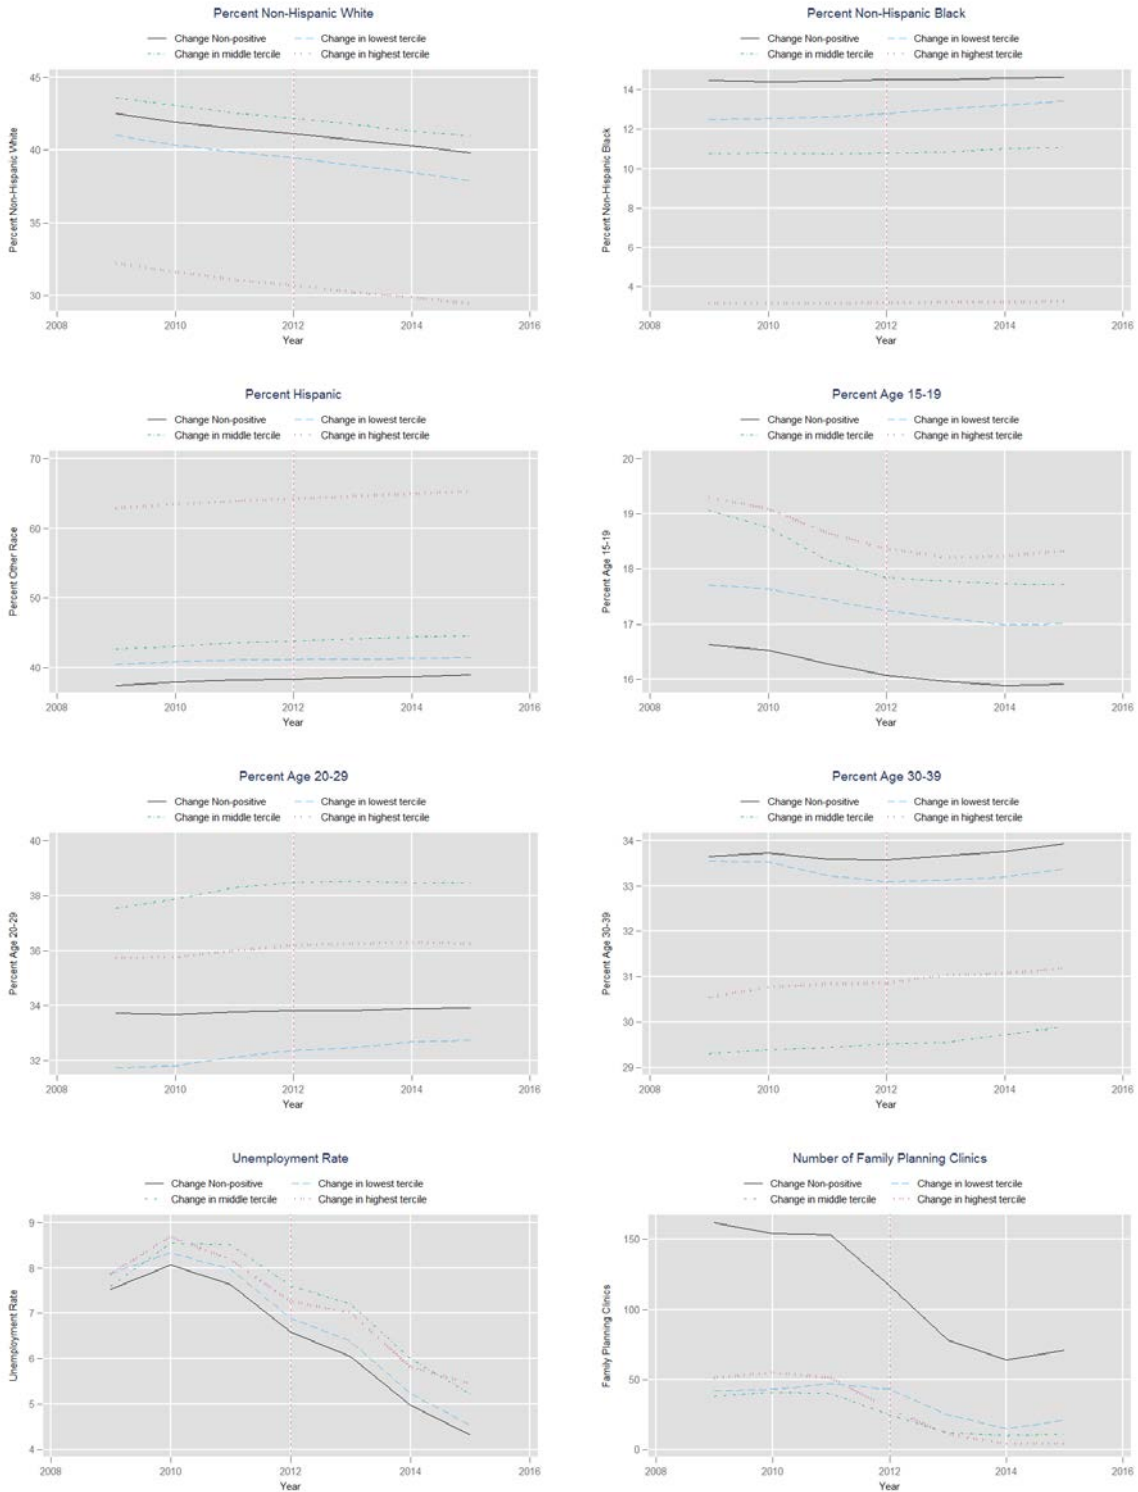 Percent Non-Hispanic White
Change Non-positive Change in lowest tercile
Change in middle tercile Change in highest tercile
45
40
35
30
Percent Non-Hispanic White
2008 2010 2012 2014 2016
Year
Percent Non-Hispanic Black
Change Non-positive Change in lowest tercile
Change in middle tercile Change in highest tercile
14
12
10
8
6
4
Percent Non-Hispanic Black
2008 2010 2012 2014 2016
Year
Percent Hispanic
Change Non-positive Change in lowest tercile
Change in middle tercile Change in highest tercile
70
60
50
40
Percent Other Race
2008 2010 2012 2014 2016
Year
Percent Age 15-19
Change Non-positive Change in lowest tercile
Change in middle tercile Change in highest tercile
20
19
18
17
16
Percent Age 15-19
2008 2010 2012 2014 2016
Year
Percent Age 20-29
Change Non-positive Change in lowest tercile
Change in middle tercile Change in highest tercile
40
38
36
34
32
Percent Age 20-29
2008 2010 2012 2014 2016
Year
Percent Age 30-39
Change Non-positive Change in lowest tercile
Change in middle tercile Change in highest tercile
34
33
32
31
30
29
Percent Age 30-39
2008 2010 2012 2014 2016
Year
Unemployment Rate
Change Non-positive Change in lowest tercile
Change in middle tercile Change in highest tercile
9
8
7
6
5
4
Unemployment Rate
2008 2010 2012 2014 2016
Year
Number of Family Planning Clinics
Change Non-positive Change in lowest tercile
Change in middle tercile Change in highest tercile
150
100
50
0
Family Planning Clinics
2008 2010 2012 2014 2016
Year